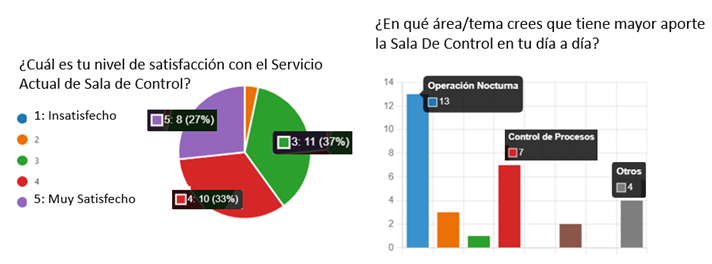 ¿Cuál es tu nivel de satisfacción con el Servicio
Actual de Sala de Control?
1: Insatisfecho
2
3
4
5: Muy Satisfecho
5: 8 (27%)
3: 11 (37%)
4: 10 (33%)
¿En qué área/tema crees que tiene mayor aporte
la Sala De Control en tu día a día?
14
12
10
8
6
4
2
0
Operación Nocturna
13
Control de Procesos
7
Otros
4